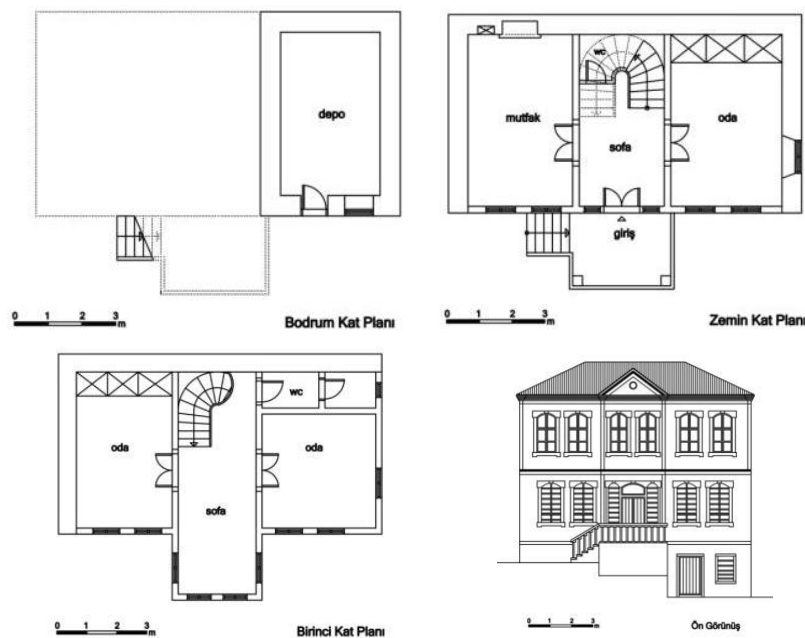 depo
0 1 2 3
m
Bodrum Kat Planı
WC
mutfak
oda
sofa
giriş
0 1 2 3
m
Zemin Kat Planı
WC
oda
oda
sofa
0 1 2 3
m
Birinci Kat Planı
0 1 2 3
m
Ön Görünüş